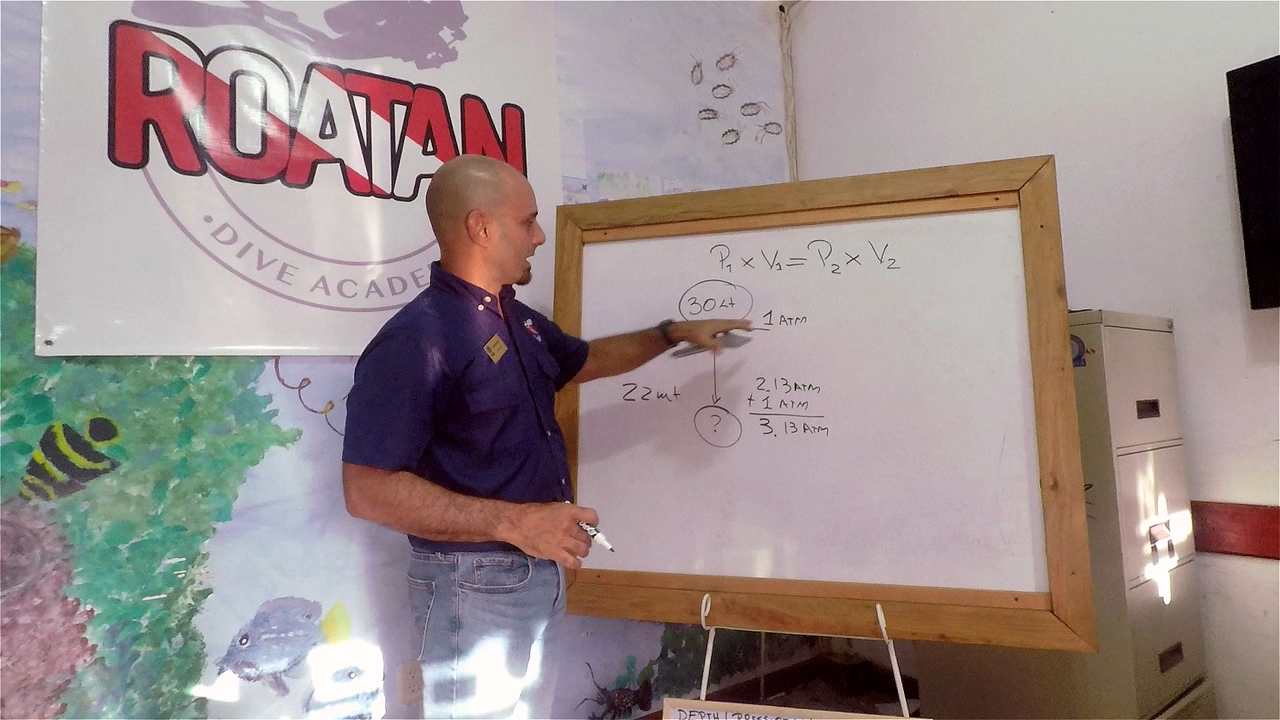 ROATAN
• DIVE ACADE
P1 x V1 = P2 x V2
30 Lt
1 ATM
22 mt
2.13 ATM
+ 1 ATM
?
3.13 ATM
DEPTH